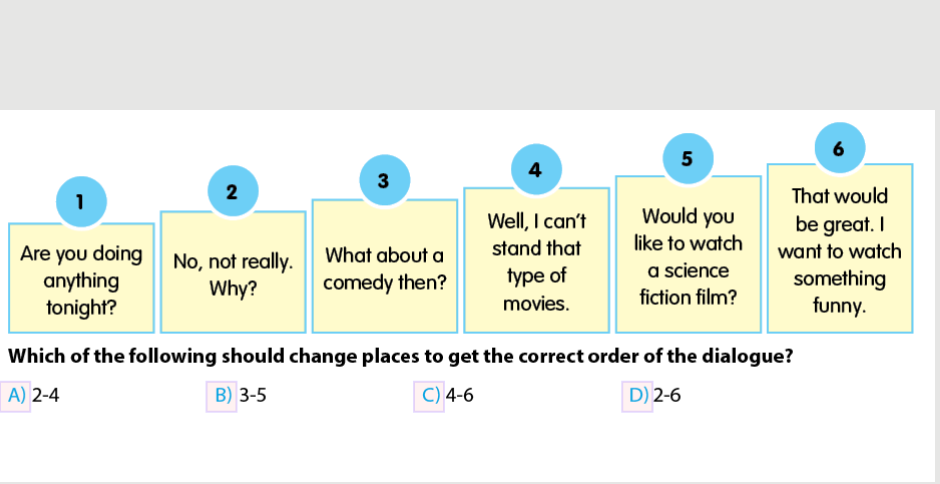 1
Are you doing
anything
tonight?
2
No, not really.
Why?
3
What about a
comedy then?
4
Well, I can't
stand that
type of
movies.
5
Would you
like to watch
a science
fiction film?
6
That would
be great. I
want to watch
something
funny.
Which of the following should change places to get the correct order of the dialogue?
A) 2-4 B) 3-5 C) 4-6 D) 2-6